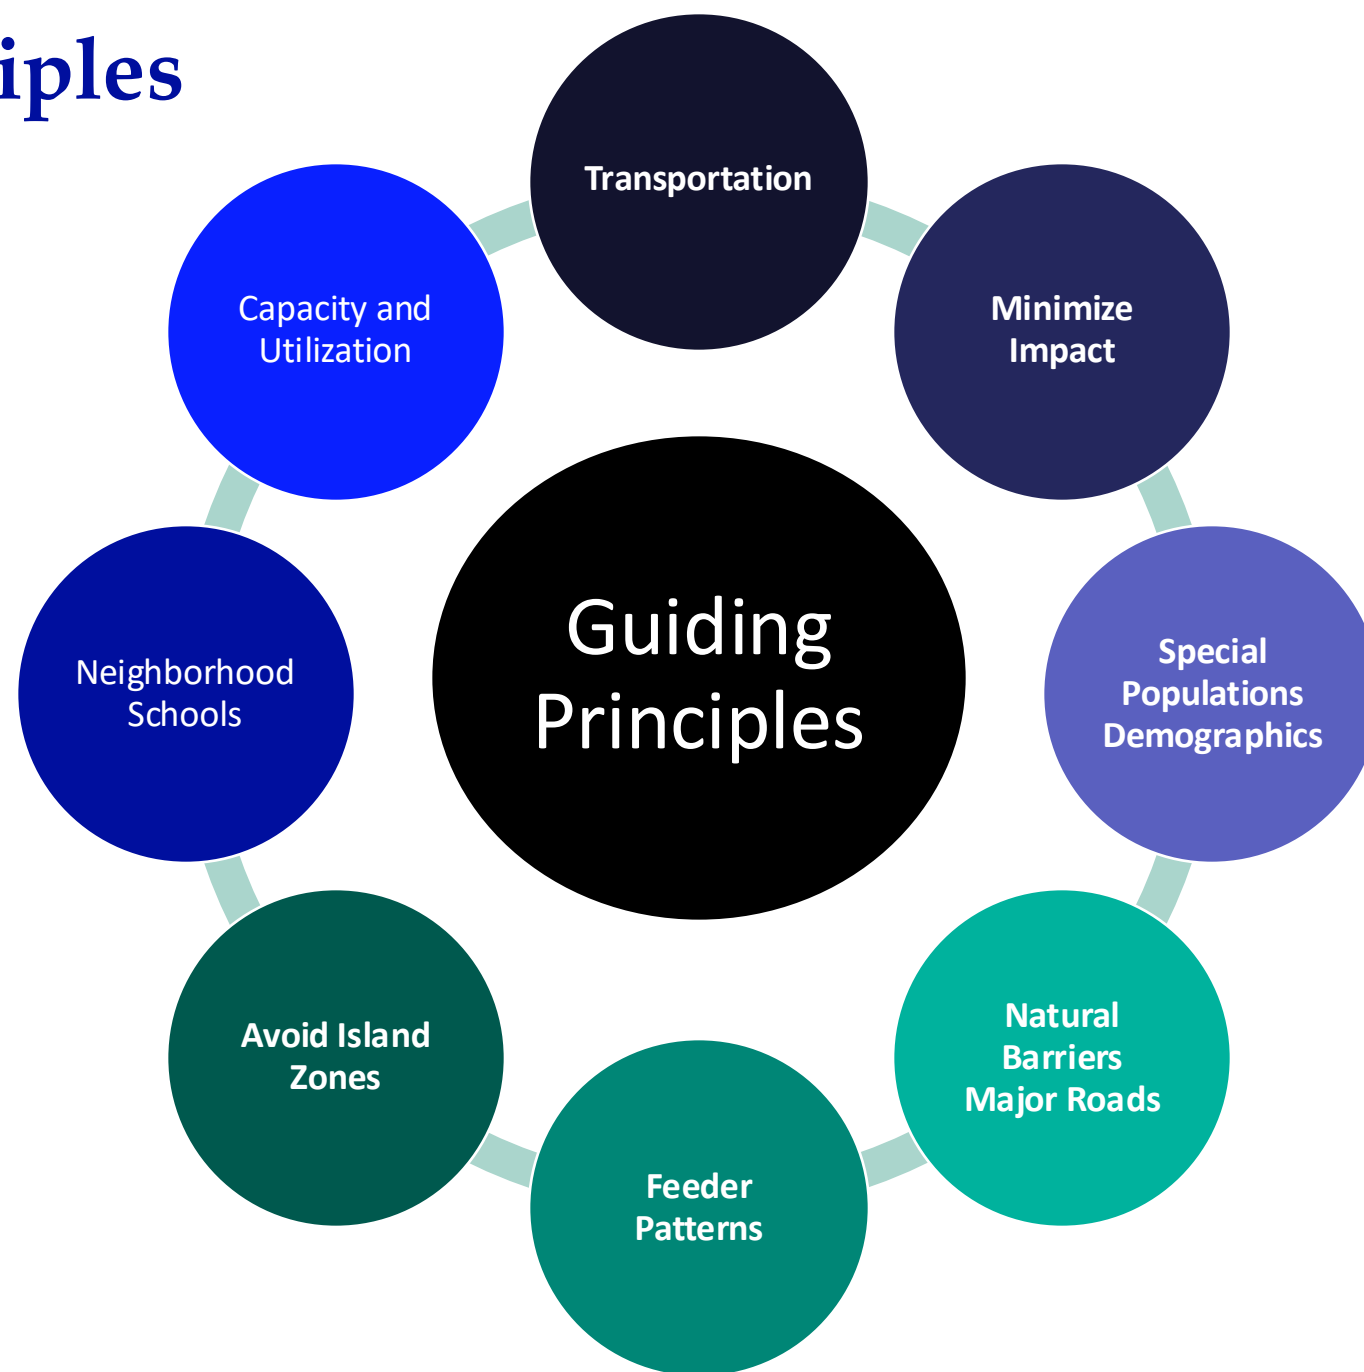 iples
Transportation
Minimize
Impact
Special
Populations
Demographics
Natural
Barriers
Major Roads
Feeder
Patterns
Avoid Island
Zones
Neighborhood
Schools
Capacity and
Utilization
Guiding
Principles